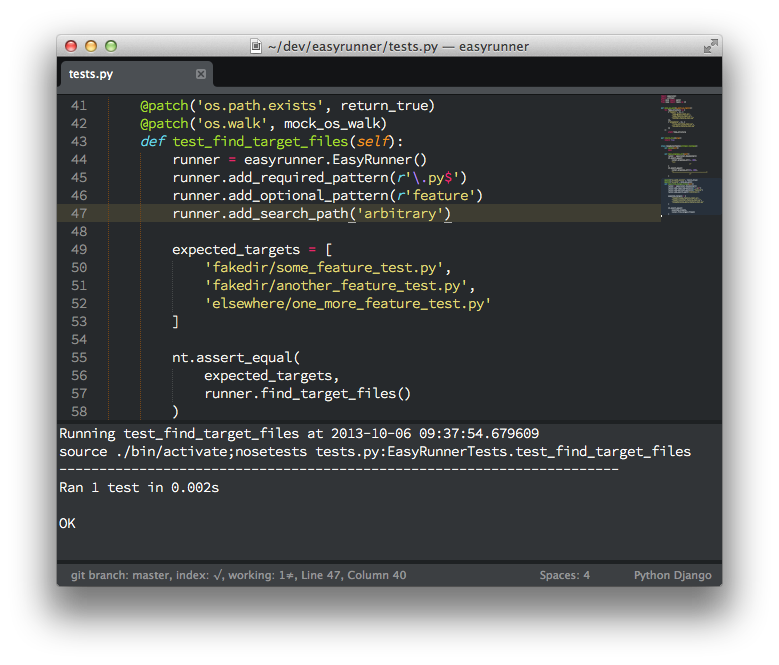 ~/dev/easyrunner/tests.py — easyrunner
tests.py
41 @patch('os.path.exists', return_true)
42 @patch('os.walk', mock_os_walk)
43 def test_find_target_files(self):
44 runner = easyrunner.EasyRunner()
45 runner.add_required_pattern(r'\.py$')
46 runner.add_optional_pattern(r'feature')
47 runner.add_search_path('arbitrary')
48
49 expected_targets = [
50 'fakedir/some_feature_test.py',
51 'fakedir/another_feature_test.py',
52 'elsewhere/one_more_feature_test.py'
53 ]
54
55 nt.assert_equal(
56 expected_targets,
57 runner.find_target_files()
58 )
Running test_find_target_files at 2013-10-06 09:37:54.679609
source ./bin/activate;nosetests tests.py:EasyRunnerTests.test_find_target_files
----------------------------------------------------------------------
Ran 1 test in 0.002s
OK
git branch: master, index: √, working: 1≠, Line 47, Column 40 Spaces: 4 Python Django